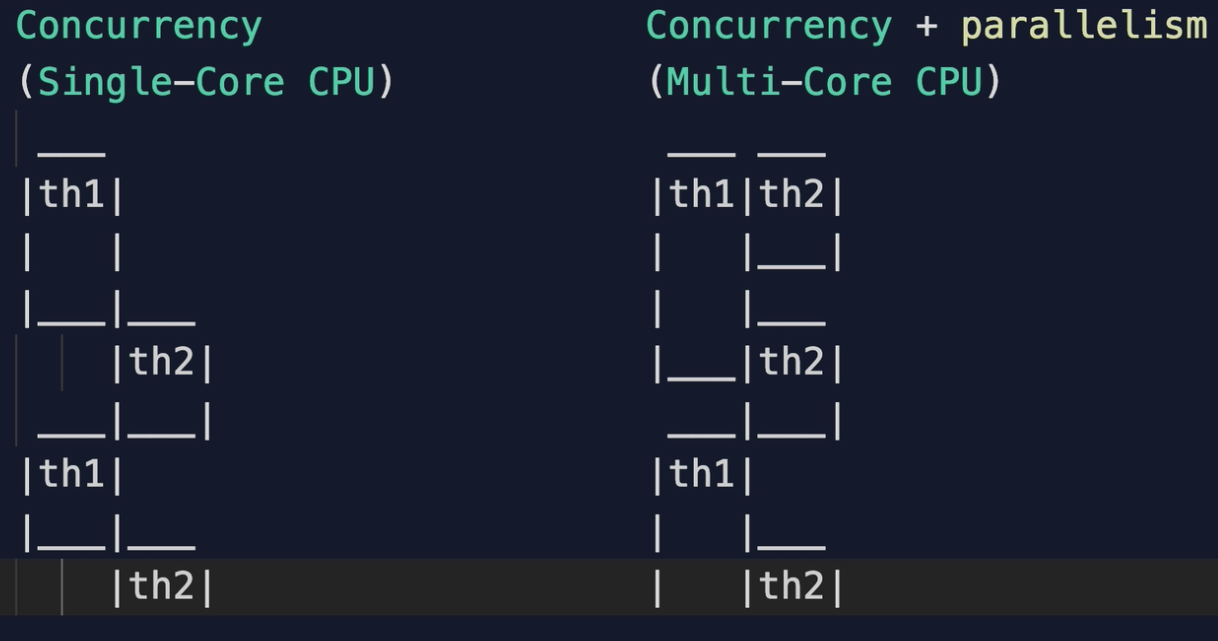 Concurrency                 Concurrency + parallelism
(Single-Core CPU)           (Multi-Core CPU)
 ___                         ___ ___
|th1|                       |th1|th2|
|   |                       |   |___|
|___|___                    |   |___
    |th2|                   |___|th2|
 ___|___|                    ___|___|
|th1|                       |th1|
|___|___                    |   |___
    |th2|                   |   |th2|